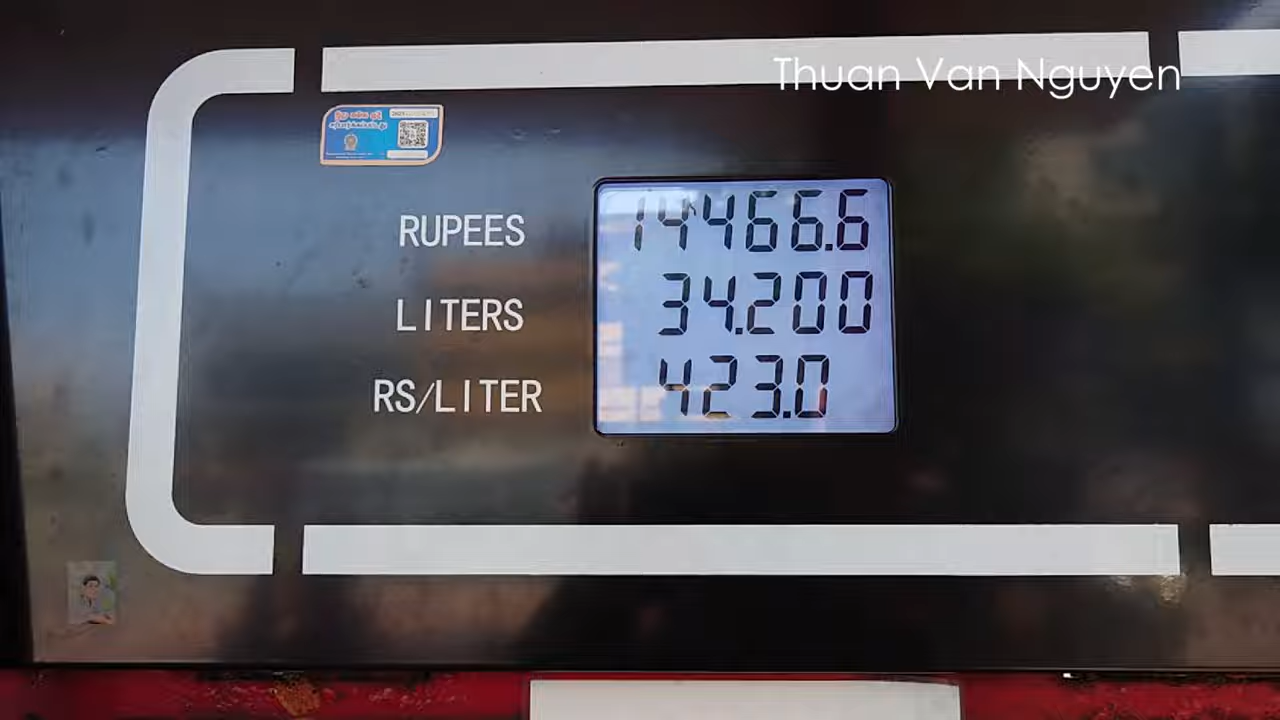 Thuan Van Nguyen
RUPEES 14466.6
LITERS 34.200
RS/LITER 423.0